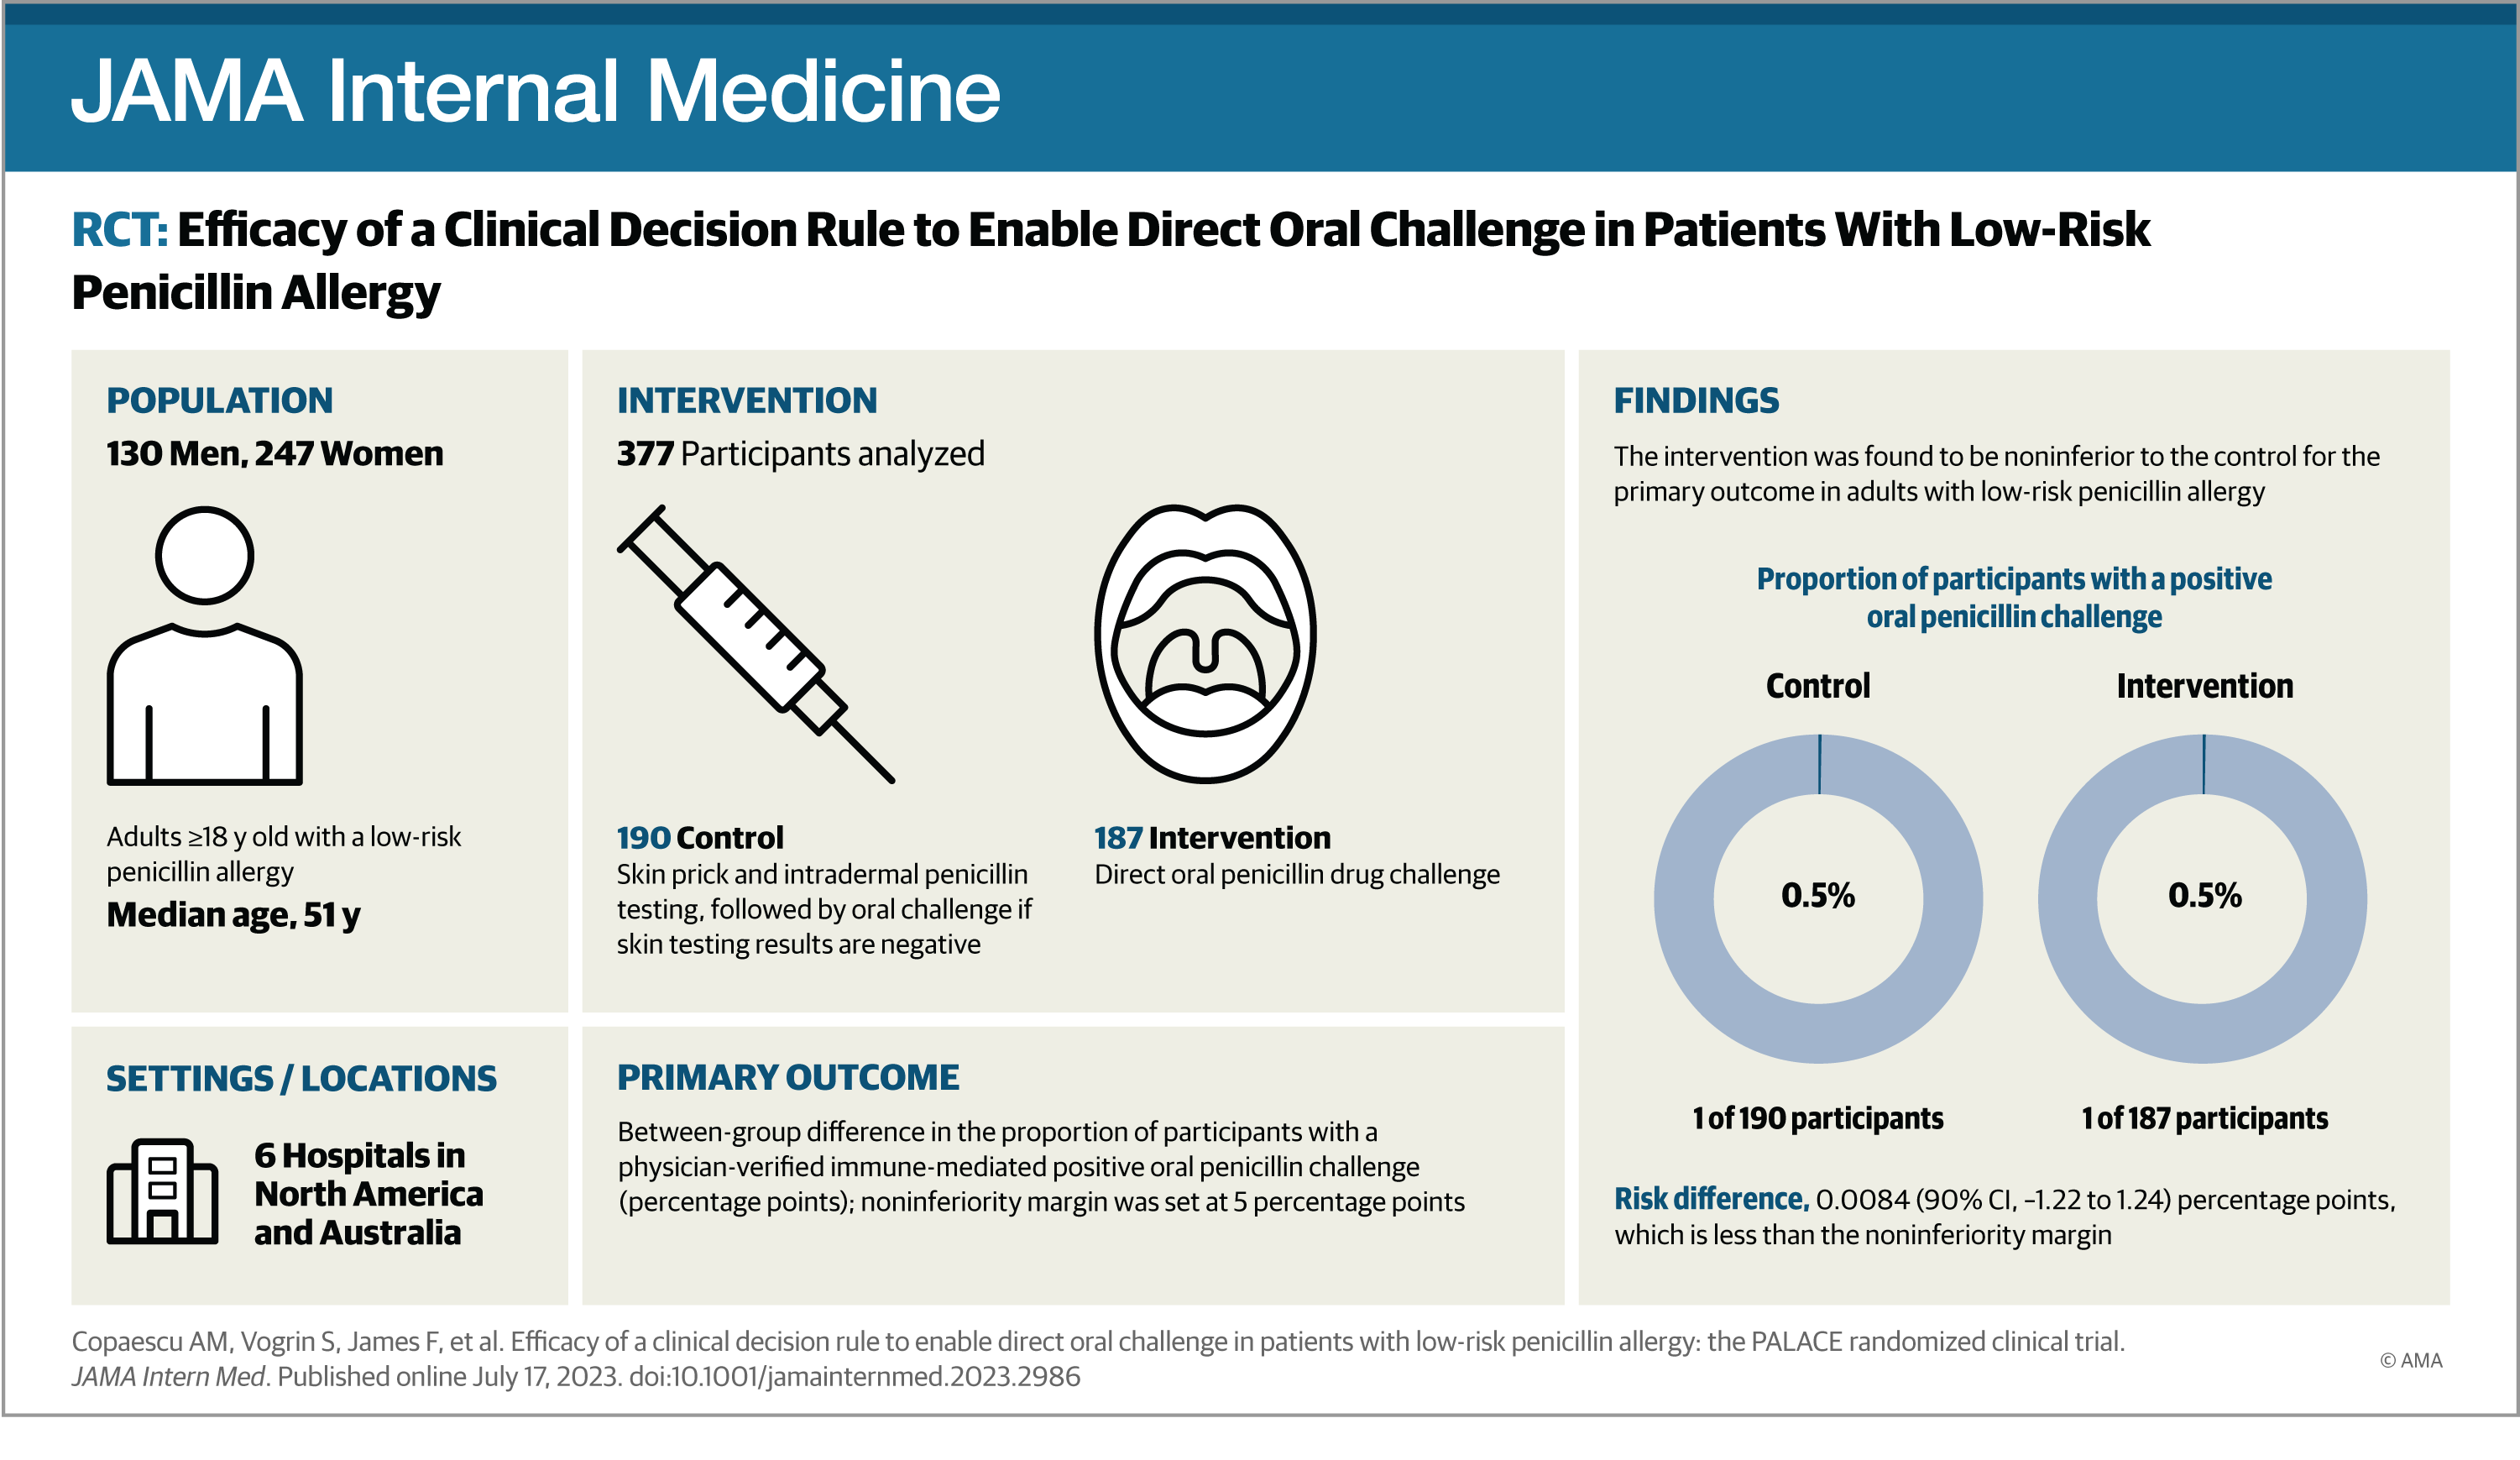 JAMA Internal Medicine
RCT: Efficacy of a Clinical Decision Rule to Enable Direct Oral Challenge in Patients With Low-Risk
Penicillin Allergy
POPULATION
130 Men, 247 Women
Adults ≥18 y old with a low-risk
penicillin allergy
Median age, 51 y
INTERVENTION
377 Participants analyzed
190 Control
Skin prick and intradermal penicillin
testing, followed by oral challenge if
skin testing results are negative
187 Intervention
Direct oral penicillin drug challenge
SETTINGS / LOCATIONS
6 Hospitals in
North America
and Australia
PRIMARY OUTCOME
Between-group difference in the proportion of participants with a
physician-verified immune-mediated positive oral penicillin challenge
(percentage points); noninferiority margin was set at 5 percentage points
FINDINGS
The intervention was found to be noninferior to the control for the
primary outcome in adults with low-risk penicillin allergy
Proportion of participants with a positive
oral penicillin challenge
Control
Intervention
0.5%
0.5%
1 of 190 participants
1 of 187 participants
Risk difference, 0.0084 (90% CI, –1.22 to 1.24) percentage points,
which is less than the noninferiority margin
Copaescu AM, Vogrin S, James F, et al. Efficacy of a clinical decision rule to enable direct oral challenge in patients with low-risk penicillin allergy: the PALACE randomized clinical trial.
JAMA Intern Med. Published online July 17, 2023. doi:10.1001/jamainternmed.2023.2986
© AMA